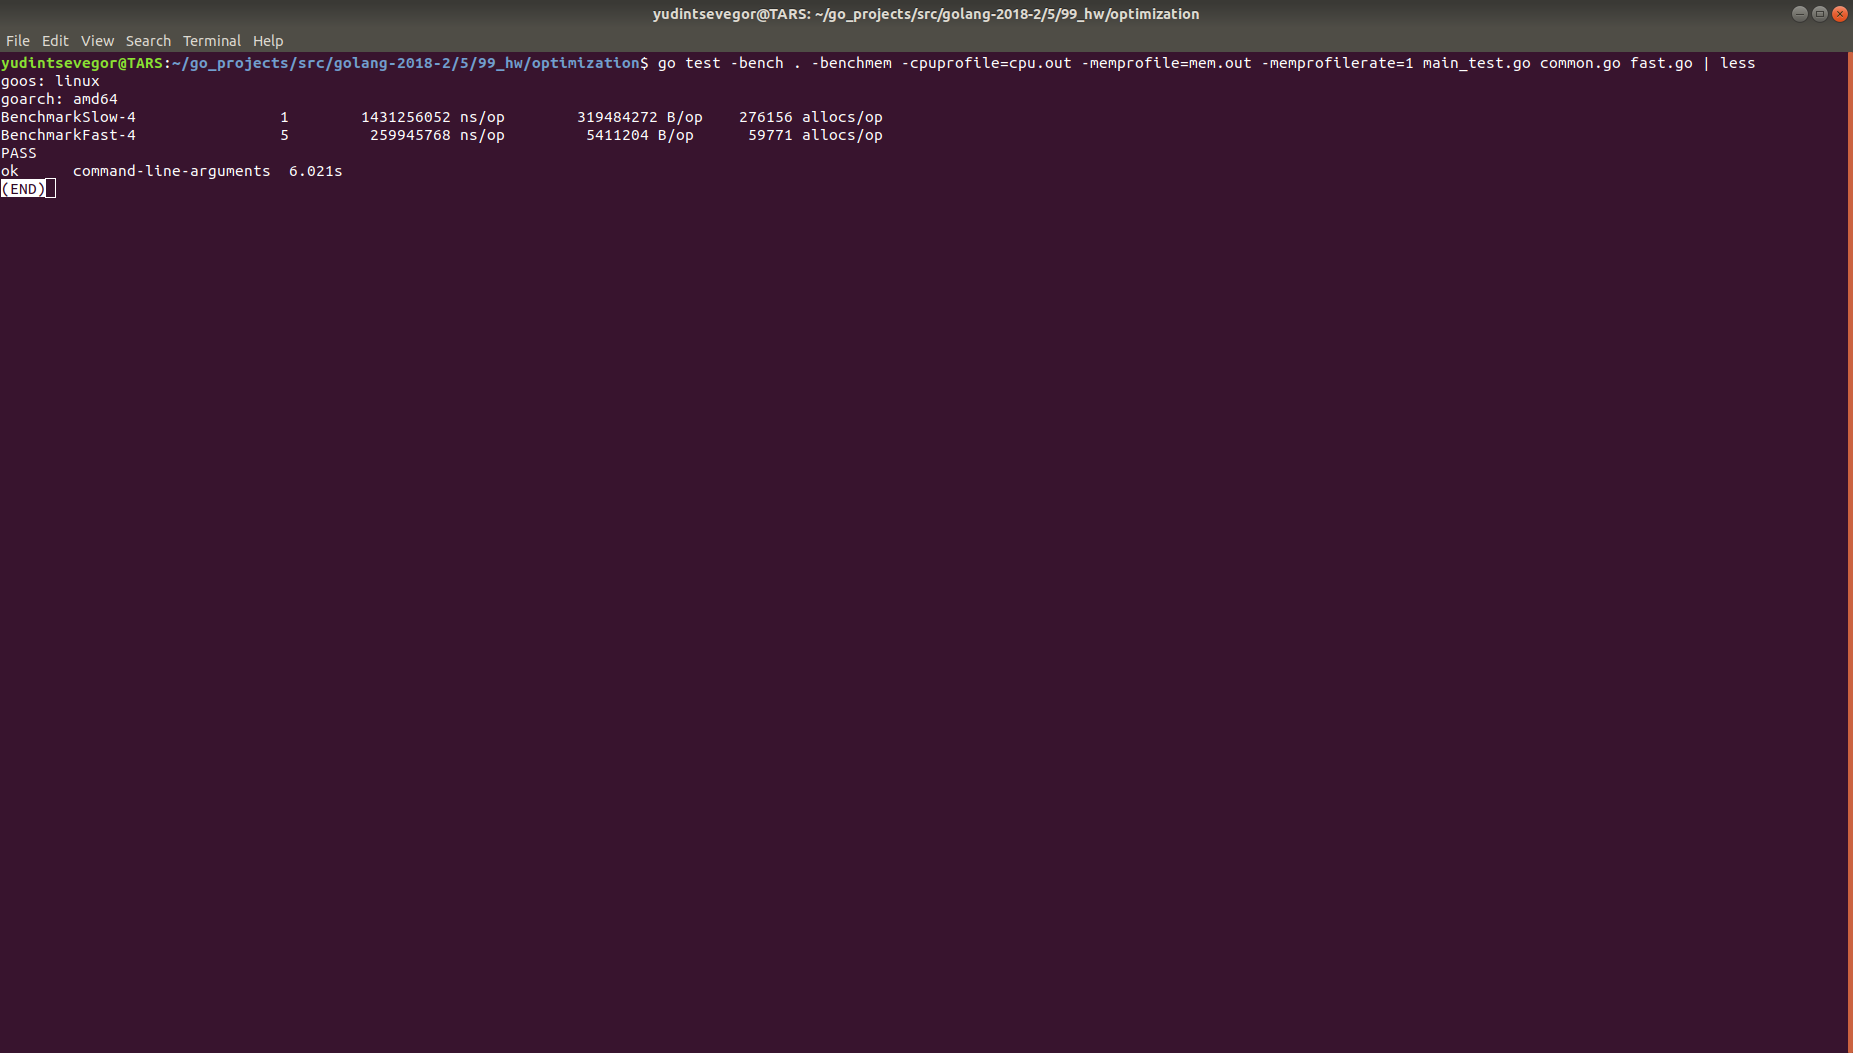 yudintsevegor@TARS: ~/go_projects/src/golang-2018-2/5/99_hw/optimization
File Edit View Search Terminal Help
yudintsevegor@TARS:~/go_projects/src/golang-2018-2/5/99_hw/optimization$ go test -bench . -benchmem -cpuprofile=cpu.out -memprofile=mem.out -memprofilerate=1 main_test.go common.go fast.go | less
goos: linux
goarch: amd64
BenchmarkSlow-4                1        1431256052 ns/op        319484272 B/op    276156 allocs/op
BenchmarkFast-4                5         259945768 ns/op         5411204 B/op      59771 allocs/op
PASS
ok      command-line-arguments  6.021s
(END)